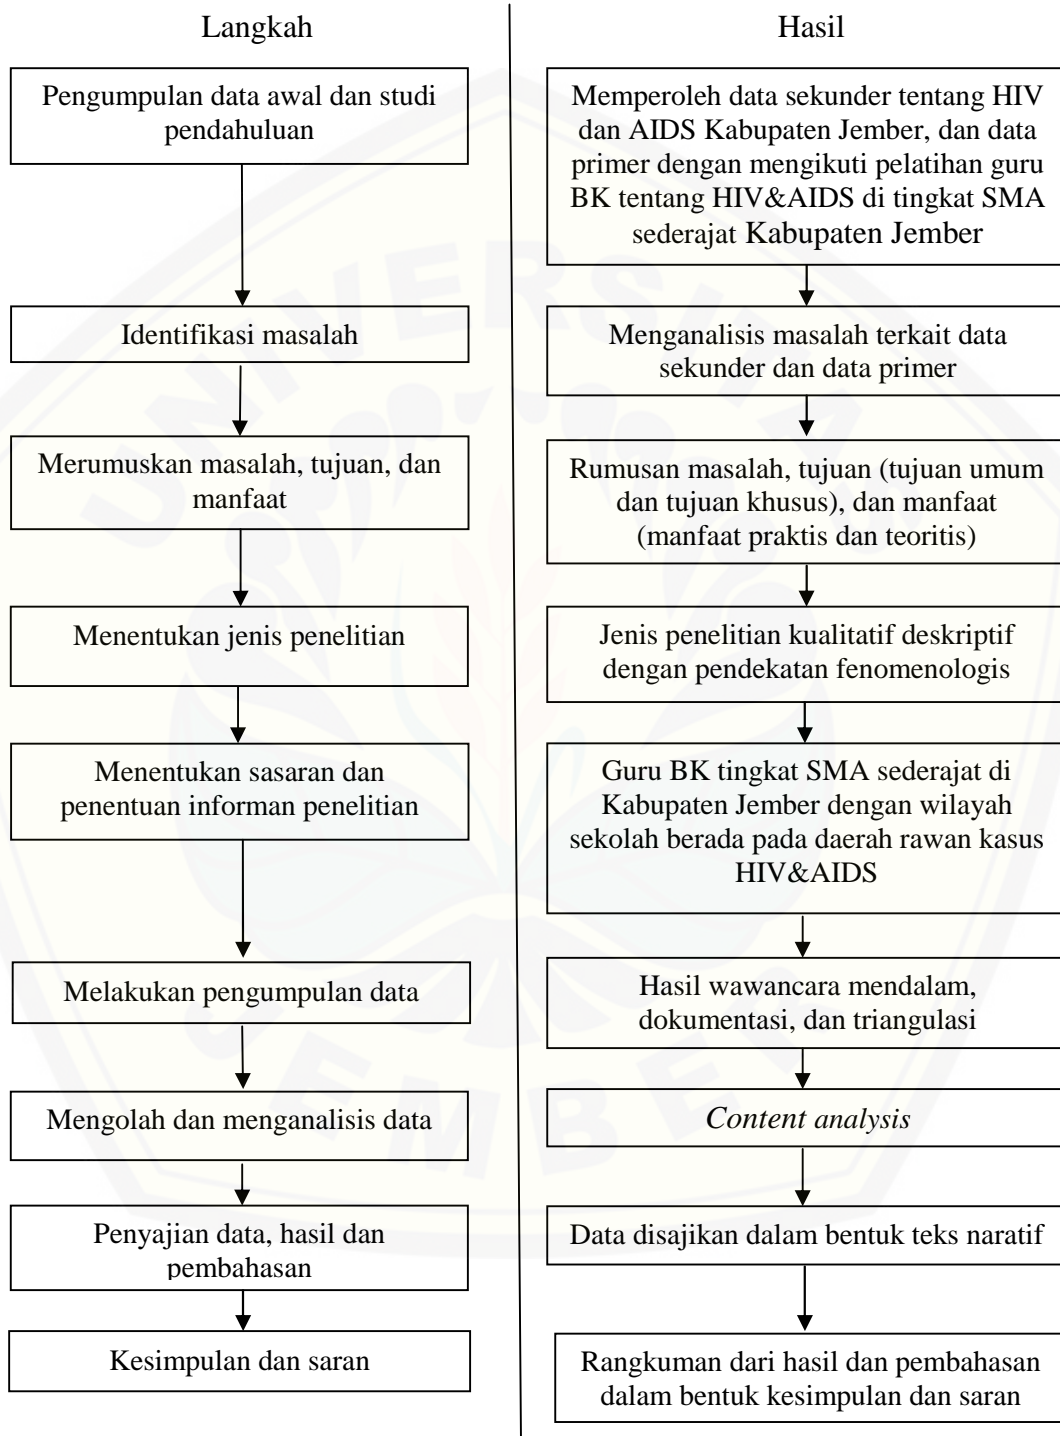 Langkah
Pengumpulan data awal dan studi
pendahuluan
Identifikasi masalah
Merumuskan masalah, tujuan, dan
manfaat
Menentukan jenis penelitian
Menentukan sasaran dan
penentuan informan penelitian
Melakukan pengumpulan data
Mengolah dan menganalisis data
Penyajian data, hasil dan
pembahasan
Kesimpulan dan saran
Hasil
Memperoleh data sekunder tentang HIV
dan AIDS Kabupaten Jember, dan data
primer dengan mengikuti pelatihan guru
BK tentang HIV&AIDS di tingkat SMA
sederajat Kabupaten Jember
Menganalisis masalah terkait data
sekunder dan data primer
Rumusan masalah, tujuan (tujuan umum
dan tujuan khusus), dan manfaat
(manfaat praktis dan teoritis)
Jenis penelitian kualitatif deskriptif
dengan pendekatan fenomenologis
Guru BK tingkat SMA sederajat di
Kabupaten Jember dengan wilayah
sekolah berada pada daerah rawan kasus
HIV&AIDS
Hasil wawancara mendalam,
dokumentasi, dan triangulasi
Content analysis
Data disajikan dalam bentuk teks naratif
Rangkuman dari hasil dan pembahasan
dalam bentuk kesimpulan dan saran
UNIVERSITAS
JEMBER